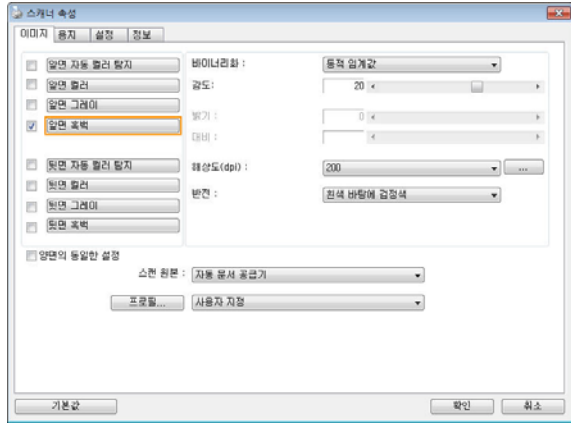 스캐너 속성
이미지 용지 설정 정보
앞면 자동 컬러 탐지
앞면 컬러
앞면 그레이
앞면 흑백
뒷면 자동 컬러 탐지
뒷면 컬러
뒷면 그레이
뒷면 흑백
바이너리화 : 동적 임계값
감도: 20
밝기 : 0
대비 :
해상도(dpi) : 200 ...
반전 : 흰색 바탕에 검정색
양면의 동일한 설정
스캔 원본 : 자동 문서 공급기
프로필... 사용자 지정
기본값 확인 취소